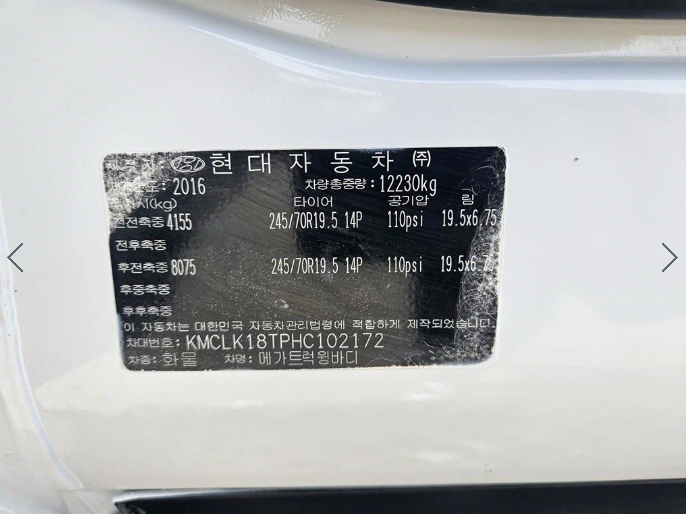 현대자동차 ㈜
2016 차량총중량 : 12230kg
(kg) 타이어 공기압 림
전전축중 4155 245/70R19.5 14P 110psi 19.5x6.75
전후축중
후전축중 8075 245/70R19.5 14P 110psi 19.5x6.75
후중축중
후후축중
이 자동차는 대한민국 자동차관리법령에 적합하게 제작되었습니다.
차대번호: KMCLK18TPHC102172
차종: 화물 차명: 메가트럭윙바디